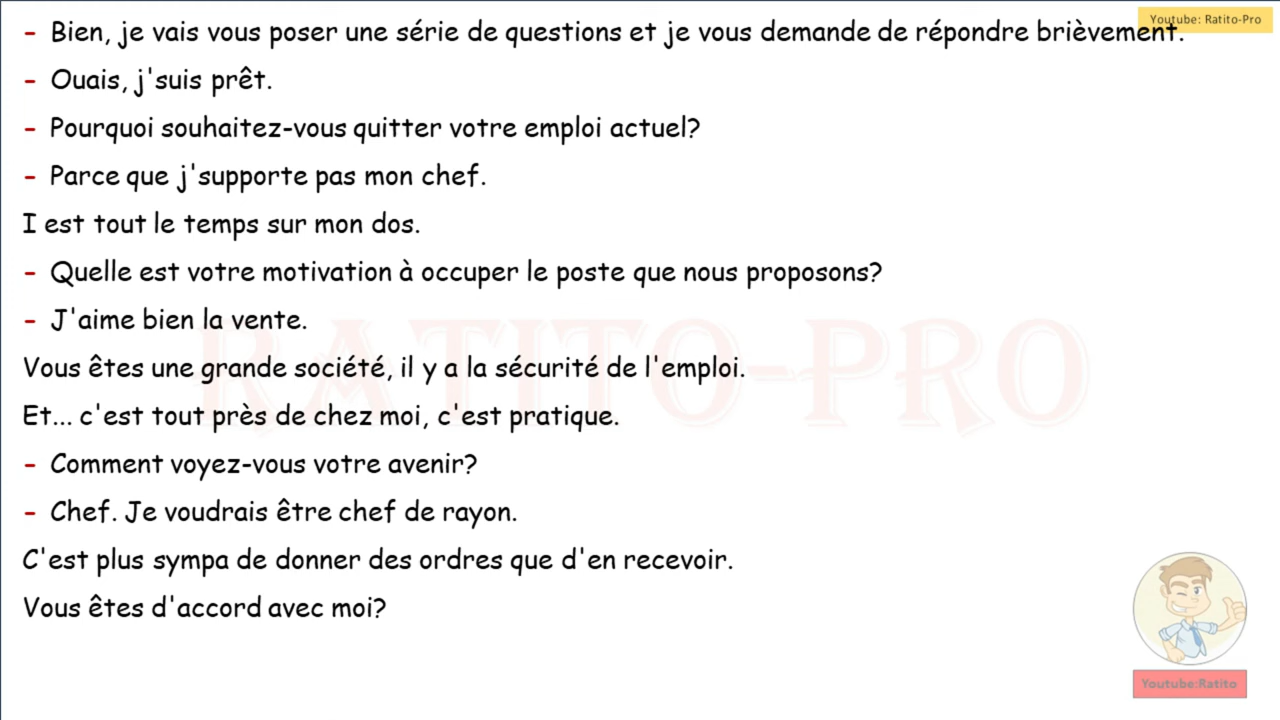 Youtube: Ratito-Pro
- Bien, je vais vous poser une série de questions et je vous demande de répondre brièvement.
- Ouais, j'suis prêt.
- Pourquoi souhaitez-vous quitter votre emploi actuel?
- Parce que j'supporte pas mon chef.
I est tout le temps sur mon dos.
- Quelle est votre motivation à occuper le poste que nous proposons?
- J'aime bien la vente.
RATITO-PRO
Vous êtes une grande société, il y a la sécurité de l'emploi.
Et... c'est tout près de chez moi, c'est pratique.
- Comment voyez-vous votre avenir?
- Chef. Je voudrais être chef de rayon.
C'est plus sympa de donner des ordres que d'en recevoir.
Vous êtes d'accord avec moi?
Youtube:Ratito